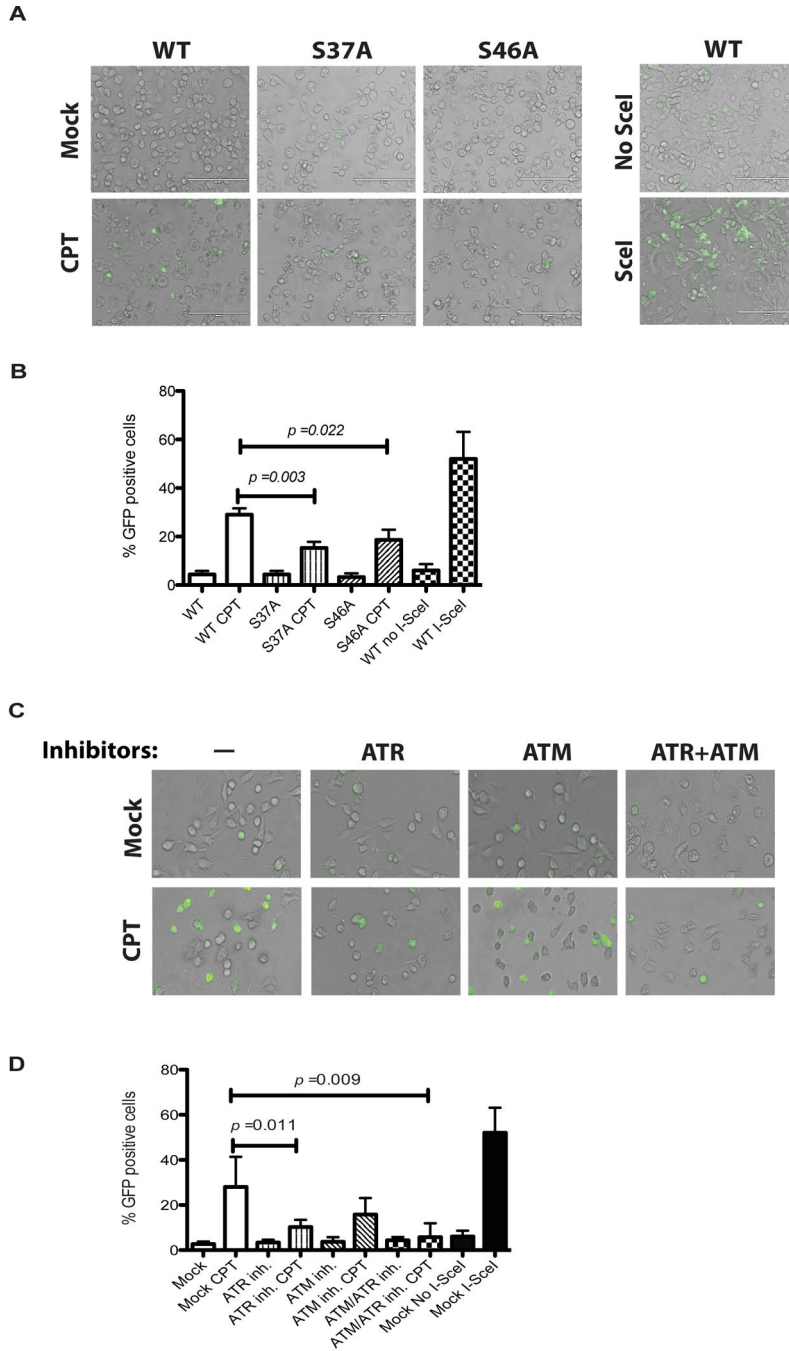 A
WT
S37A
S46A
WT
Mock
No SceI
CPT
SceI
B
% GFP positive cells
80
60
40
20
0
p =0.022
p =0.003
WT
WT CPT
S37A
S37A CPT
S46A
S46A CPT
WT no I-SceI
WT I-SceI
C
Inhibitors:
—
ATR
ATM
ATR+ATM
Mock
CPT
D
% GFP positive cells
80
60
40
20
0
p =0.009
p =0.011
Mock
Mock CPT
ATR inh.
ATR inh. CPT
ATM inh.
ATM inh. CPT
ATM/ATR inh.
ATM/ATR inh. CPT
Mock No I-SceI
Mock I-SceI